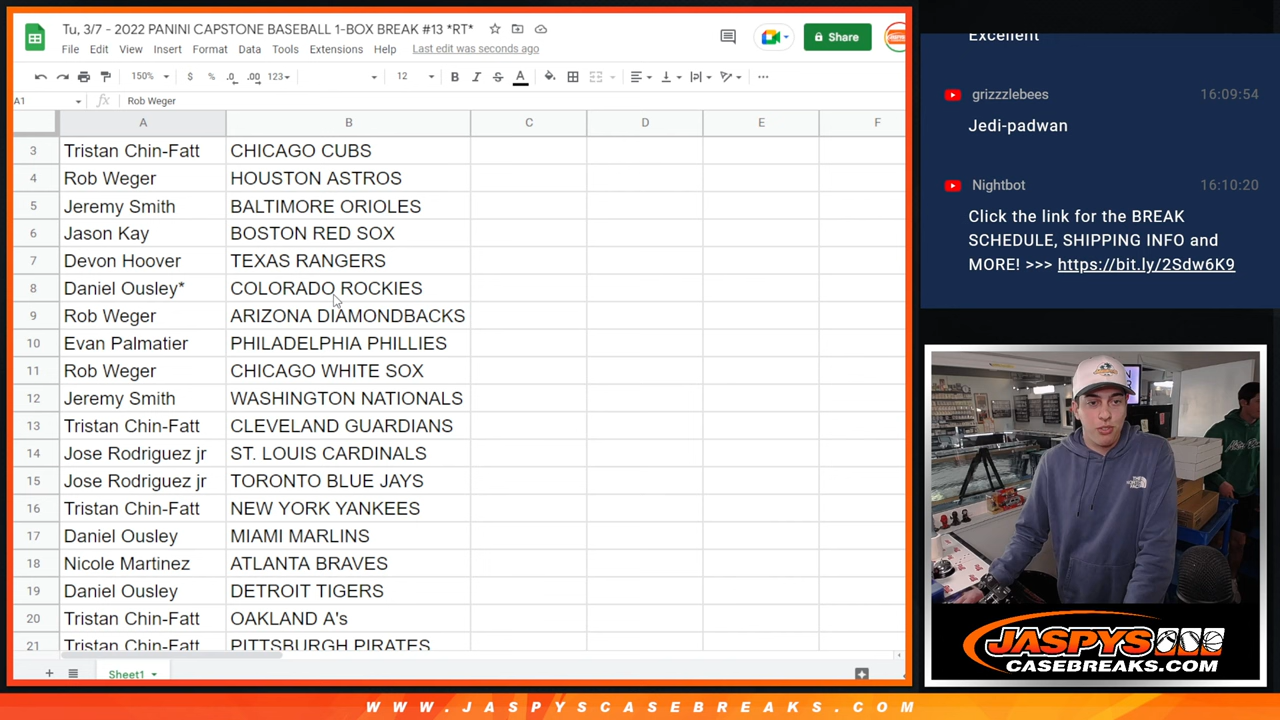 Tu, 3/7 - 2022 PANINI CAPSTONE BASEBALL 1-BOX BREAK #13 *RT*
File Edit View Insert Format Data Tools Extensions Help Last edit was seconds ago
Share
150% $ % .0 .00 123 12 B I S A
A1 fx Rob Weger
A B C D E F
3 Tristan Chin-Fatt CHICAGO CUBS
4 Rob Weger HOUSTON ASTROS
5 Jeremy Smith BALTIMORE ORIOLES
6 Jason Kay BOSTON RED SOX
7 Devon Hoover TEXAS RANGERS
8 Daniel Ousley* COLORADO ROCKIES
9 Rob Weger ARIZONA DIAMONDBACKS
10 Evan Palmatier PHILADELPHIA PHILLIES
11 Rob Weger CHICAGO WHITE SOX
12 Jeremy Smith WASHINGTON NATIONALS
13 Tristan Chin-Fatt CLEVELAND GUARDIANS
14 Jose Rodriguez jr ST. LOUIS CARDINALS
15 Jose Rodriguez jr TORONTO BLUE JAYS
16 Tristan Chin-Fatt NEW YORK YANKEES
17 Daniel Ousley MIAMI MARLINS
18 Nicole Martinez ATLANTA BRAVES
19 Daniel Ousley DETROIT TIGERS
20 Tristan Chin-Fatt OAKLAND A's
21 Tristan Chin-Fatt PITTSBURGH PIRATES
Sheet1
Excellent
grizzzlebees 16:09:54
Jedi-padwan
Nightbot 16:10:20
Click the link for the BREAK
SCHEDULE, SHIPPING INFO and
MORE! >>> https://bit.ly/2Sdw6K9
JASPYS
CASEBREAKS.COM
WWW.JASPYSCASEBREAKS.COM